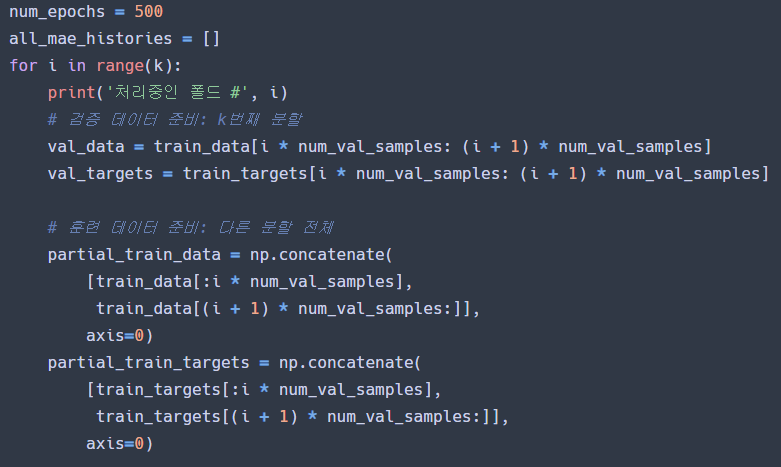 num_epochs = 500
all_mae_histories = []
for i in range(k):
    print('처리중인 폴드 #', i)
    # 검증 데이터 준비: k번째 분할
    val_data = train_data[i * num_val_samples: (i + 1) * num_val_samples]
    val_targets = train_targets[i * num_val_samples: (i + 1) * num_val_samples]

    # 훈련 데이터 준비: 다른 분할 전체
    partial_train_data = np.concatenate(
        [train_data[:i * num_val_samples],
         train_data[(i + 1) * num_val_samples:]],
        axis=0)
    partial_train_targets = np.concatenate(
        [train_targets[:i * num_val_samples],
         train_targets[(i + 1) * num_val_samples:]],
        axis=0)